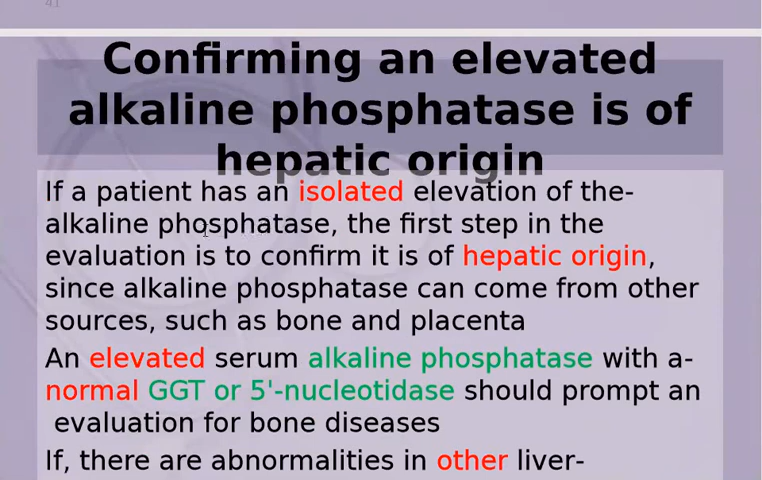 41
Confirming an elevated
alkaline phosphatase is of
hepatic origin
If a patient has an isolated elevation of the-
alkaline phosphatase, the first step in the
evaluation is to confirm it is of hepatic origin,
since alkaline phosphatase can come from other
sources, such as bone and placenta
An elevated serum alkaline phosphatase with a-
normal GGT or 5'-nucleotidase should prompt an
evaluation for bone diseases
If, there are abnormalities in other liver-